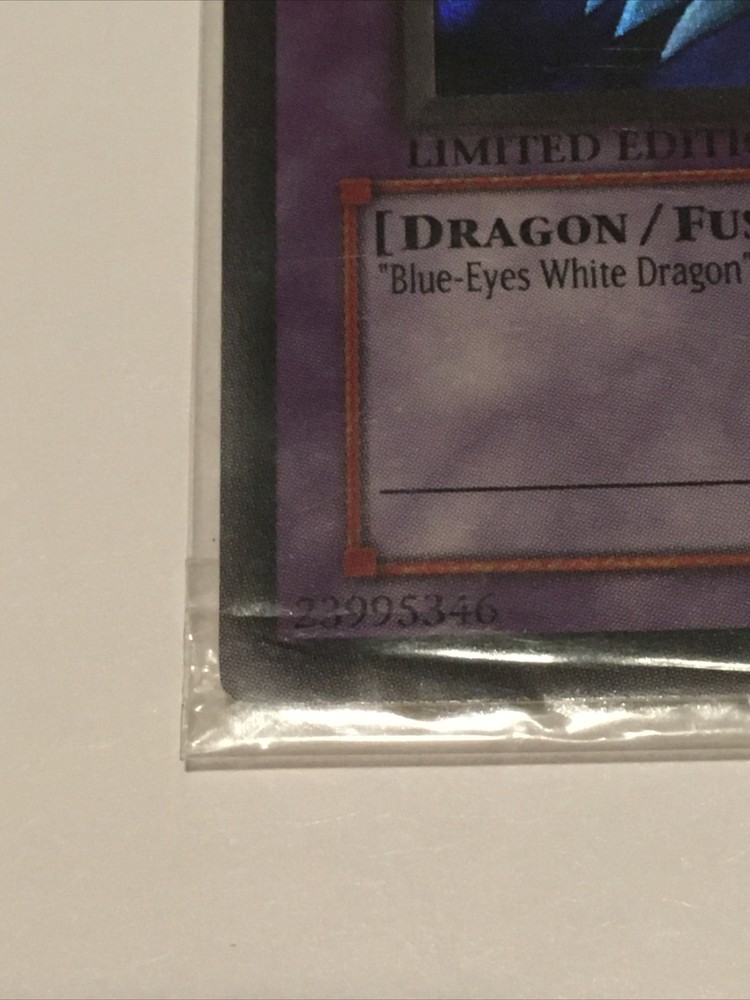 LIMITED EDITI
[DRAGON / FUS
"Blue-Eyes White Dragon"
23995346